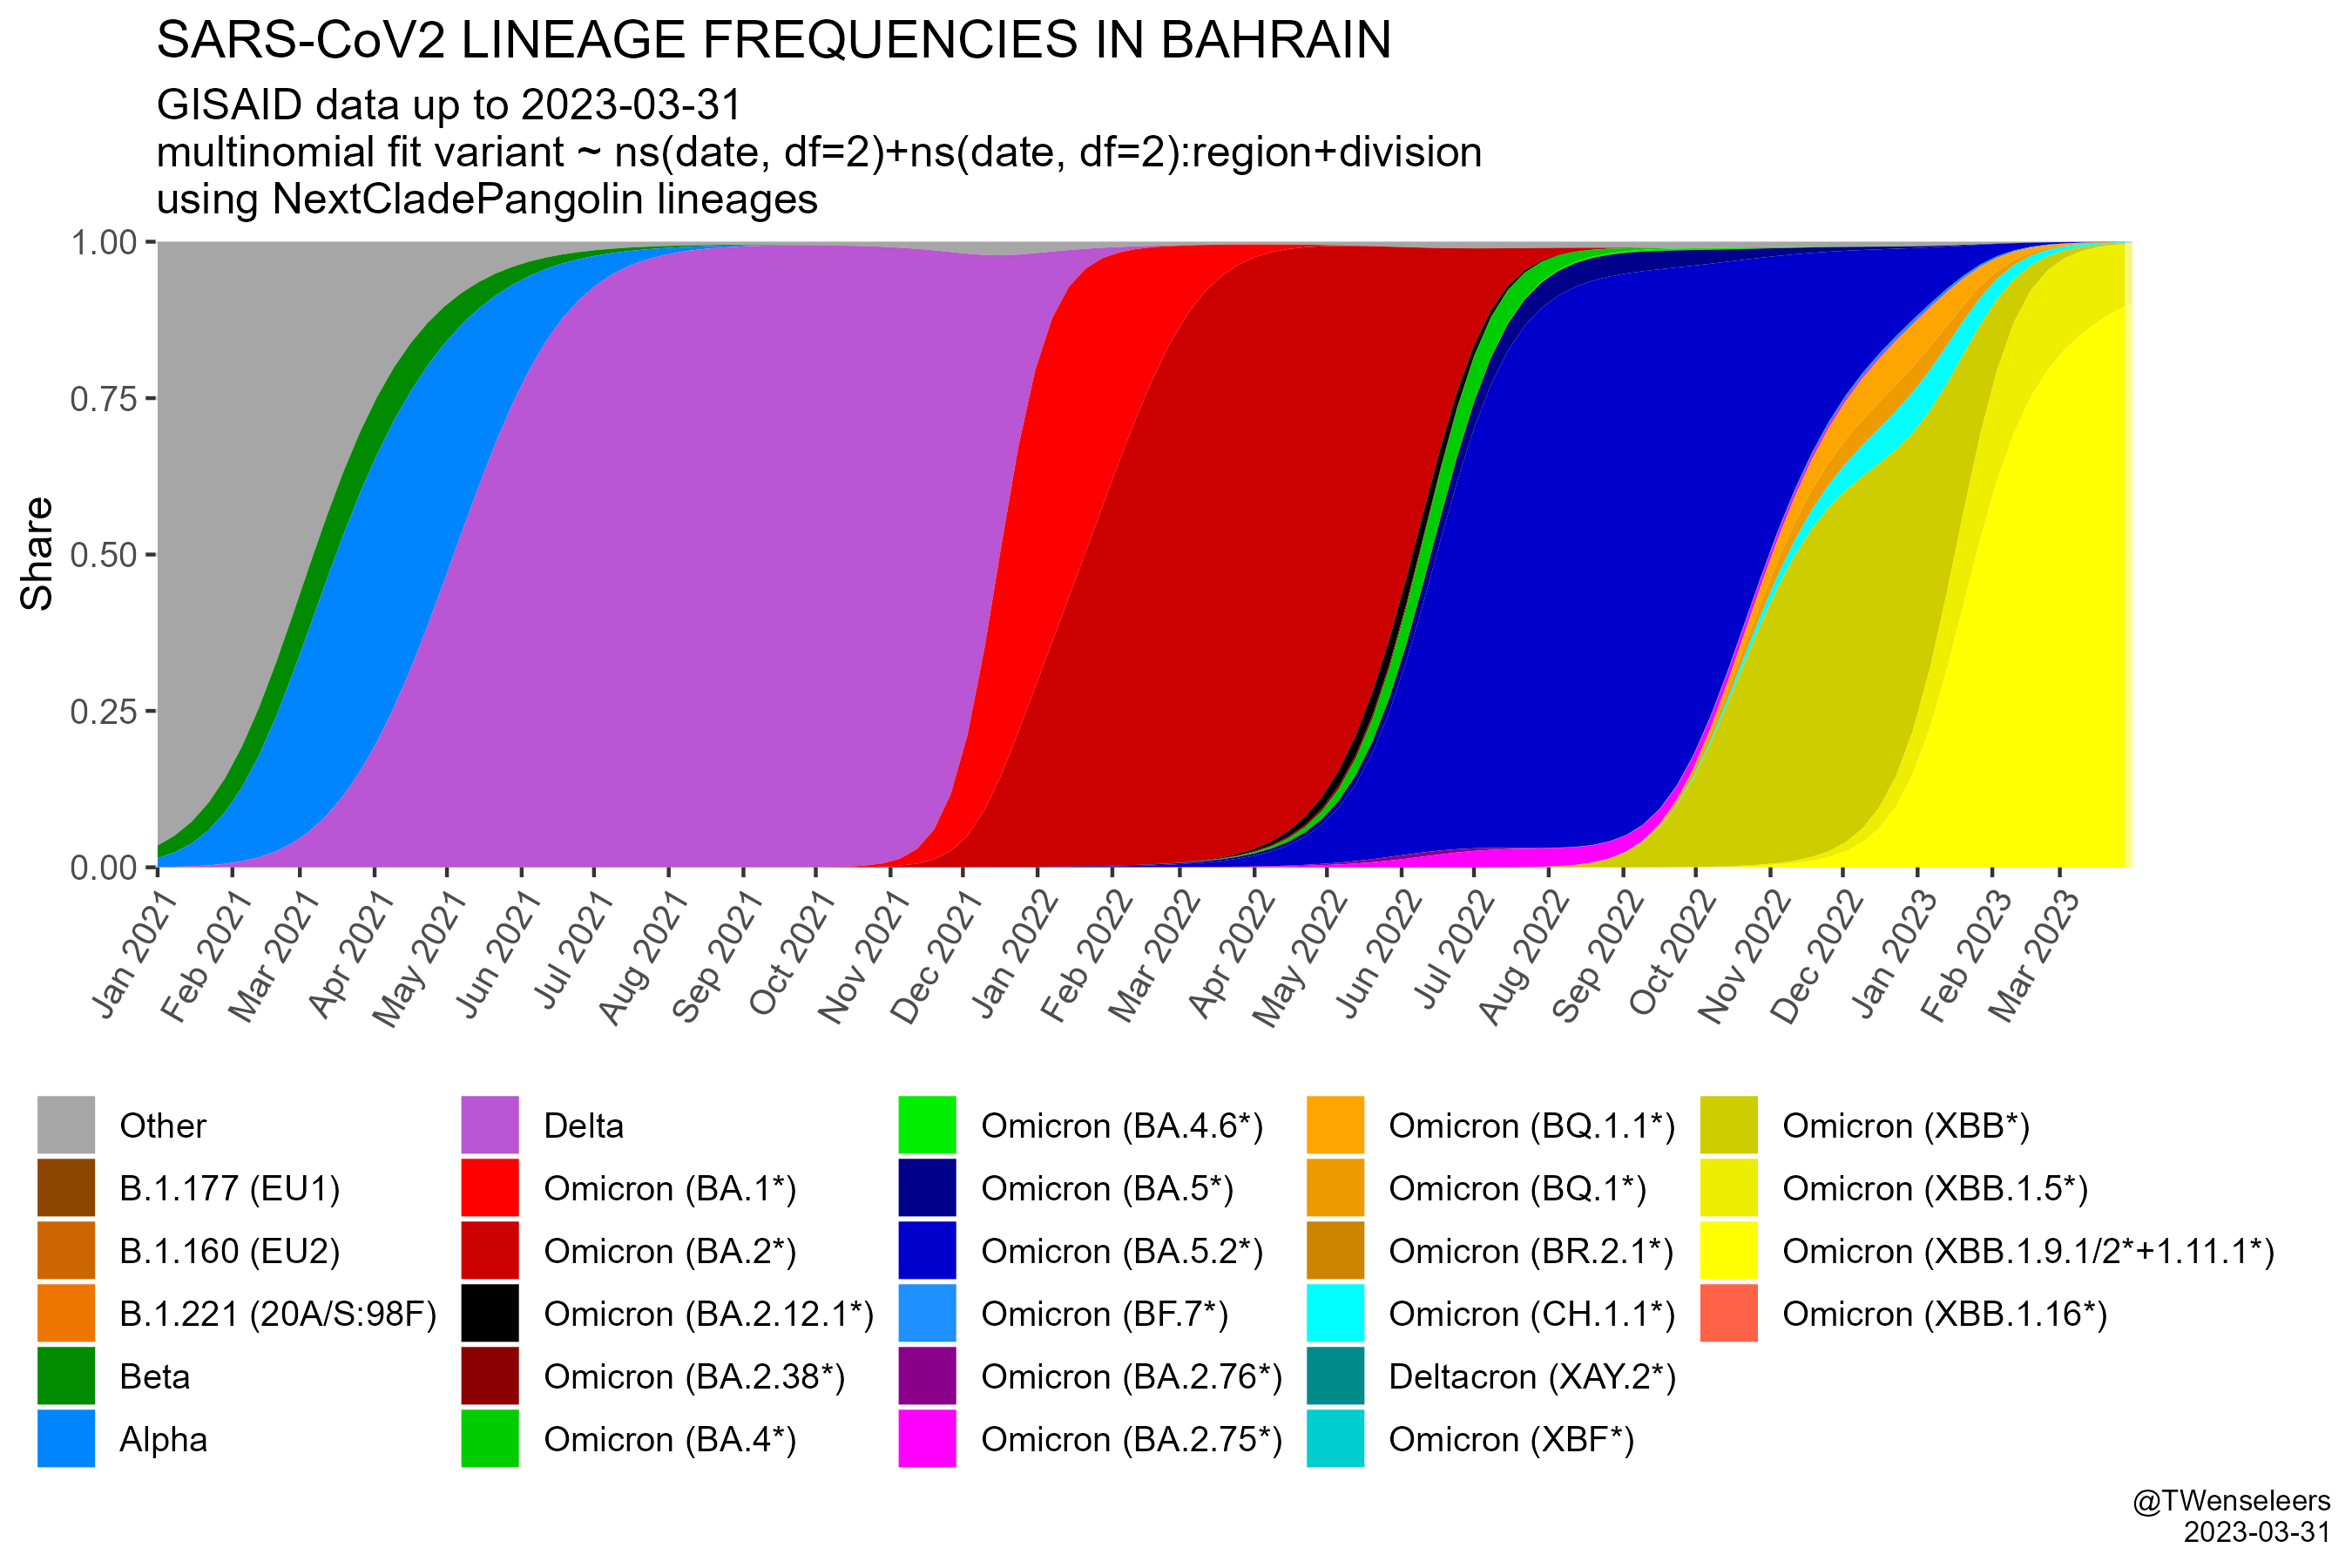 SARS-CoV2 LINEAGE FREQUENCIES IN BAHRAIN
GISAID data up to 2023-03-31
multinomial fit variant ~ ns(date, df=2)+ns(date, df=2):region+division
using NextCladePangolin lineages
Share
1.00
0.75
0.50
0.25
0.00
Jan 2021
Feb 2021
Mar 2021
Apr 2021
May 2021
Jun 2021
Jul 2021
Aug 2021
Sep 2021
Oct 2021
Nov 2021
Dec 2021
Jan 2022
Feb 2022
Mar 2022
Apr 2022
May 2022
Jun 2022
Jul 2022
Aug 2022
Sep 2022
Oct 2022
Nov 2022
Dec 2022
Jan 2023
Feb 2023
Mar 2023
Other
B.1.177 (EU1)
B.1.160 (EU2)
B.1.221 (20A/S:98F)
Beta
Alpha
Delta
Omicron (BA.1*)
Omicron (BA.2*)
Omicron (BA.2.12.1*)
Omicron (BA.2.38*)
Omicron (BA.4*)
Omicron (BA.4.6*)
Omicron (BA.5*)
Omicron (BA.5.2*)
Omicron (BF.7*)
Omicron (BA.2.76*)
Omicron (BA.2.75*)
Omicron (BQ.1.1*)
Omicron (BQ.1*)
Omicron (BR.2.1*)
Omicron (CH.1.1*)
Deltacron (XAY.2*)
Omicron (XBF*)
Omicron (XBB*)
Omicron (XBB.1.5*)
Omicron (XBB.1.9.1/2*+1.11.1*)
Omicron (XBB.1.16*)
@TWenseleers
2023-03-31